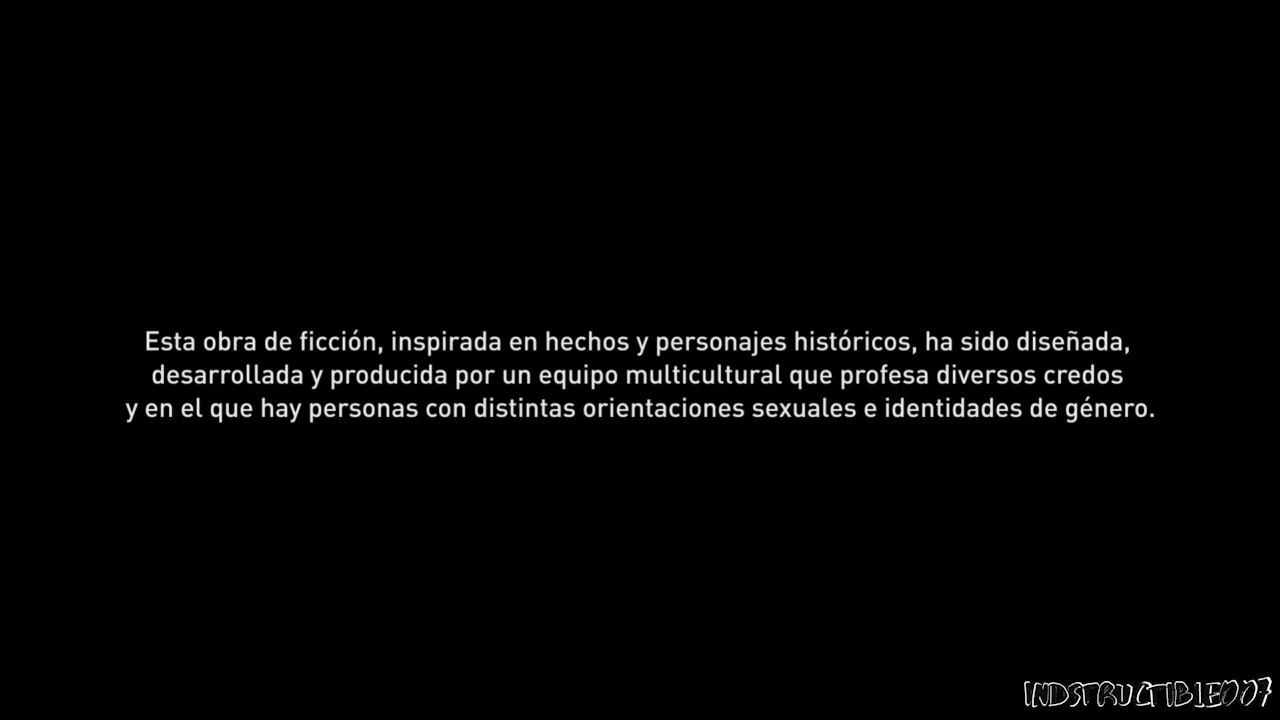 Esta obra de ficción, inspirada en hechos y personajes históricos, ha sido diseñada,
desarrollada y producida por un equipo multicultural que profesa diversos credos
y en el que hay personas con distintas orientaciones sexuales e identidades de género.
INDSTRUCTIBLE007